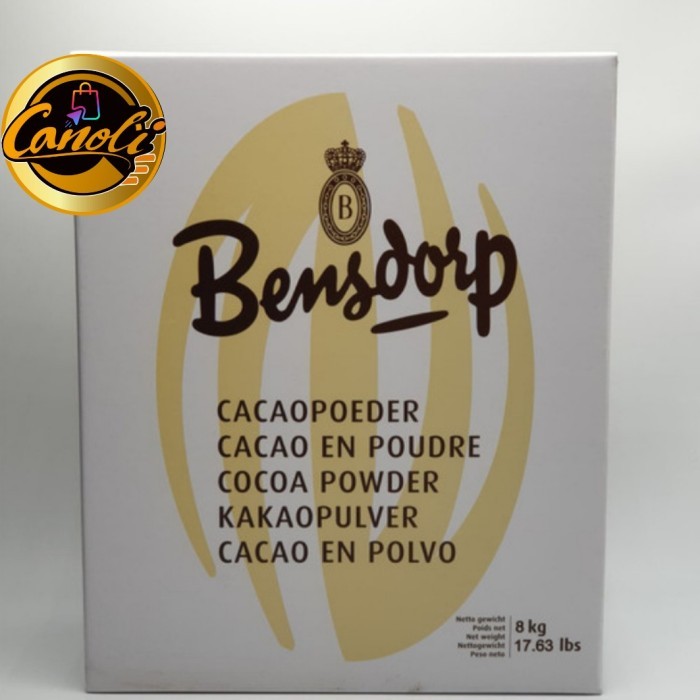 Canolii
B
Bensdorp
CACAOPOEDER
CACAO EN POUDRE
COCOA POWDER
KAKAOPULVER
CACAO EN POLVO
Netto gewicht
Poids net
Net weight
Nettogewicht
Peso neto
8 kg
17.63 lbs